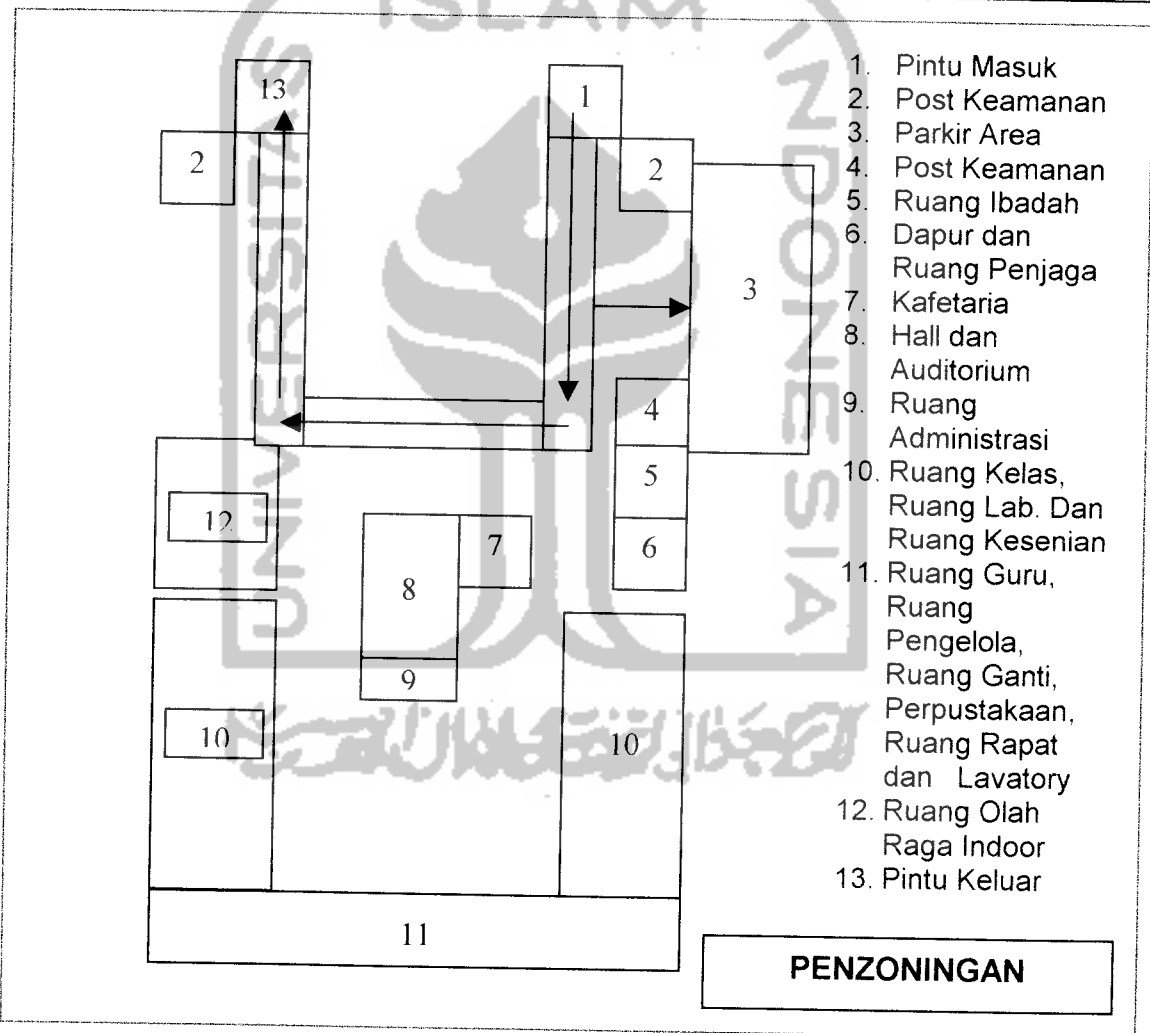 ISLAM
UNIVERSITAS
INDONESIA
13
1
2
2
3
4
5
6
12
7
8
9
10
10
11
1. Pintu Masuk
2. Post Keamanan
3. Parkir Area
4. Post Keamanan
5. Ruang Ibadah
6. Dapur dan
Ruang Penjaga
7. Kafetaria
8. Hall dan
Auditorium
9. Ruang
Administrasi
10. Ruang Kelas,
Ruang Lab. Dan
Ruang Kesenian
11. Ruang Guru,
Ruang
Pengelola,
Ruang Ganti,
Perpustakaan,
Ruang Rapat
dan Lavatory
12. Ruang Olah
Raga Indoor
13. Pintu Keluar
PENZONINGAN